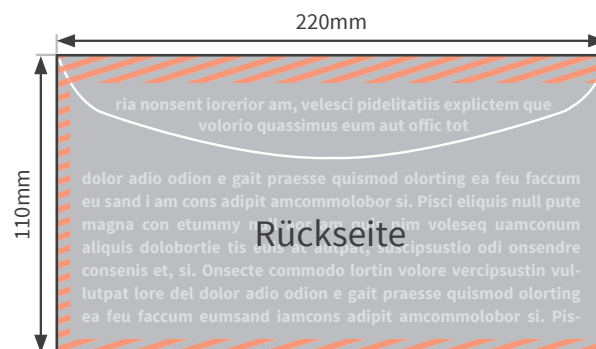 220mm
110mm
ria nonsent iorerior am, velesci pidelitatiis explictem que
volorio quassimus eum aut offic tot
dolor adio odion e gait praesse quismod olorting ea feu faccum
eu sand i am cons adipit amcommolobor si. Pisci eliquis null pute
magna con etummy nim voleseq uamconum
Rückseite
aliquis dolobortie tis at autpat, suscipsustio odi onsendre
consenis et, si. Onsecte commodo lortin volore vercipsustin vul-
lutpat lore del dolor adio odion e gait praesse quismod olorting
ea feu faccum eumsand iamcons adipit amcommolobor si. Pis-